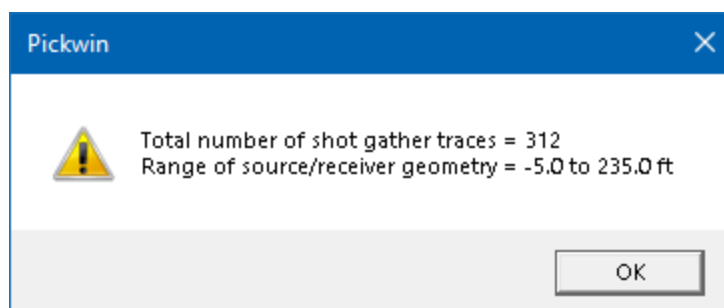 Pickwin
Total number of shot gather traces = 312
Range of source/receiver geometry = -5.0 to 235.0 ft
OK